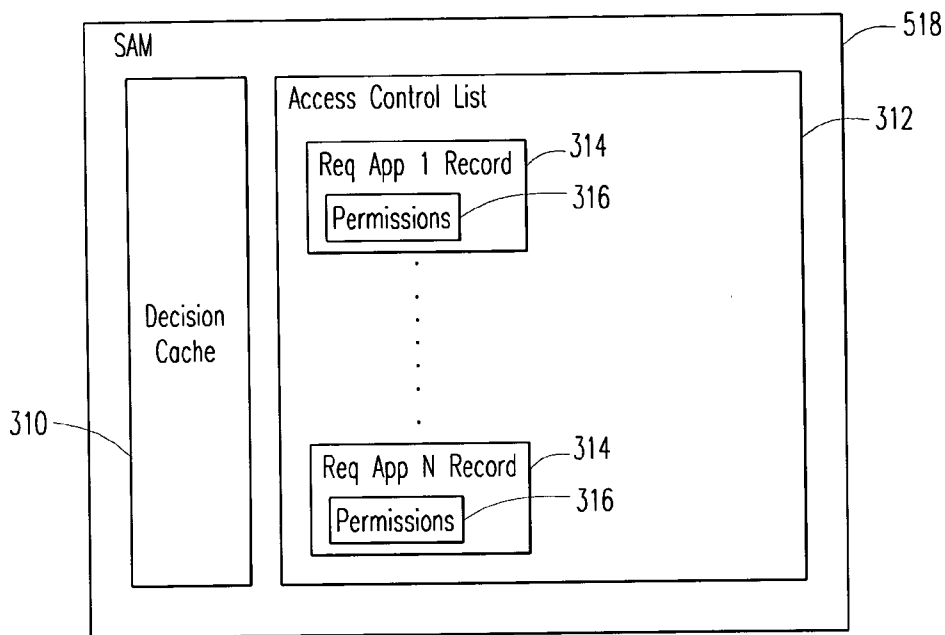 SAM
518
Access Control List
312
Req App 1 Record
314
Permissions
316
Decision
Cache
310
Req App N Record
314
Permissions
316